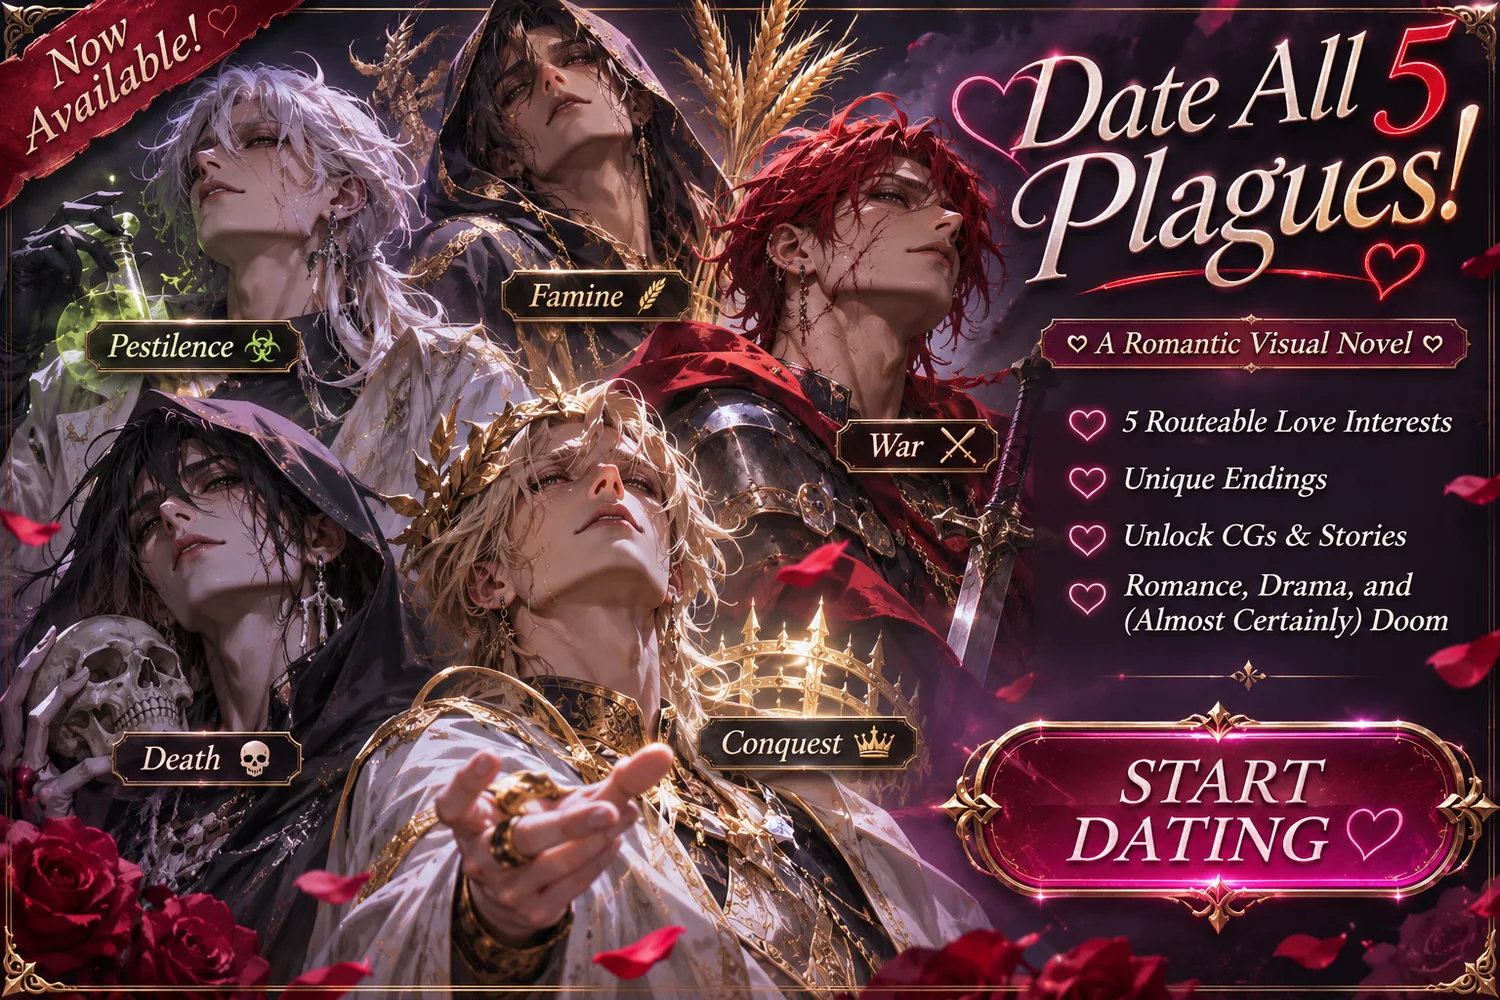 Now
Available!
Date All 5
Plagues!
A Romantic Visual Novel
5 Routeable Love Interests
Unique Endings
Unlock CGs & Stories
Romance, Drama, and
(Almost Certainly) Doom
START
DATING
Pestilence
Famine
War
Death
Conquest